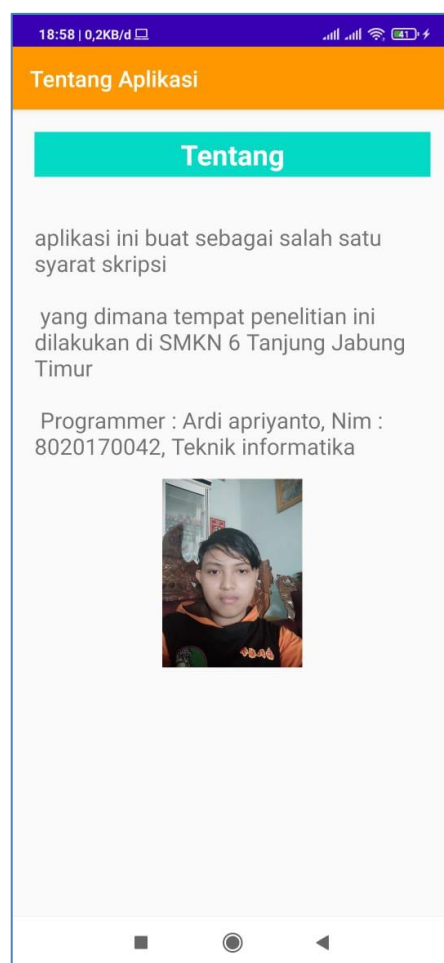 18:58 | 0,2KB/d
41
Tentang Aplikasi
Tentang
aplikasi ini buat sebagai salah satu
syarat skripsi
yang dimana tempat penelitian ini
dilakukan di SMKN 6 Tanjung Jabung
Timur
Programmer : Ardi apriyanto, Nim :
8020170042, Teknik informatika